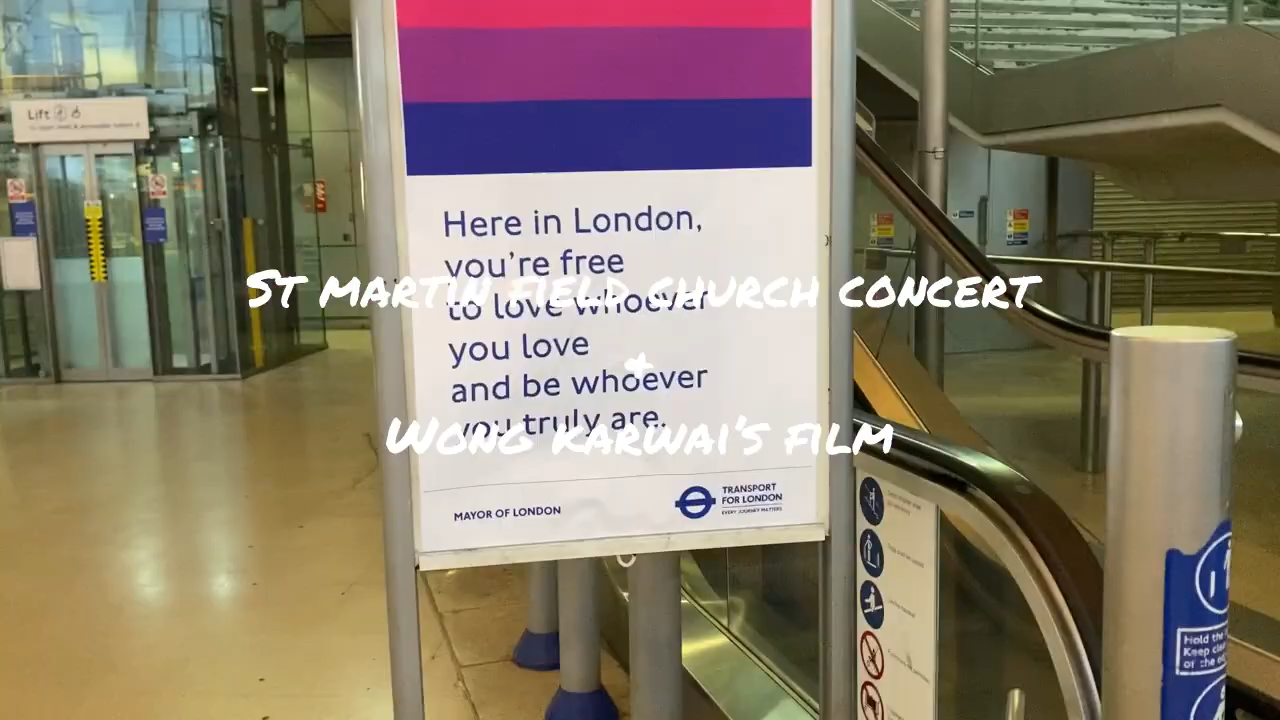 Lift
Here in London,
you're free
to love whoever
you love
and be whoever
you truly are.
St martin field church concert
+
Wong karwai's film
MAYOR OF LONDON
TRANSPORT
FOR LONDON
EVERY JOURNEY MATTERS
Hold the
Keep clea
of the ed